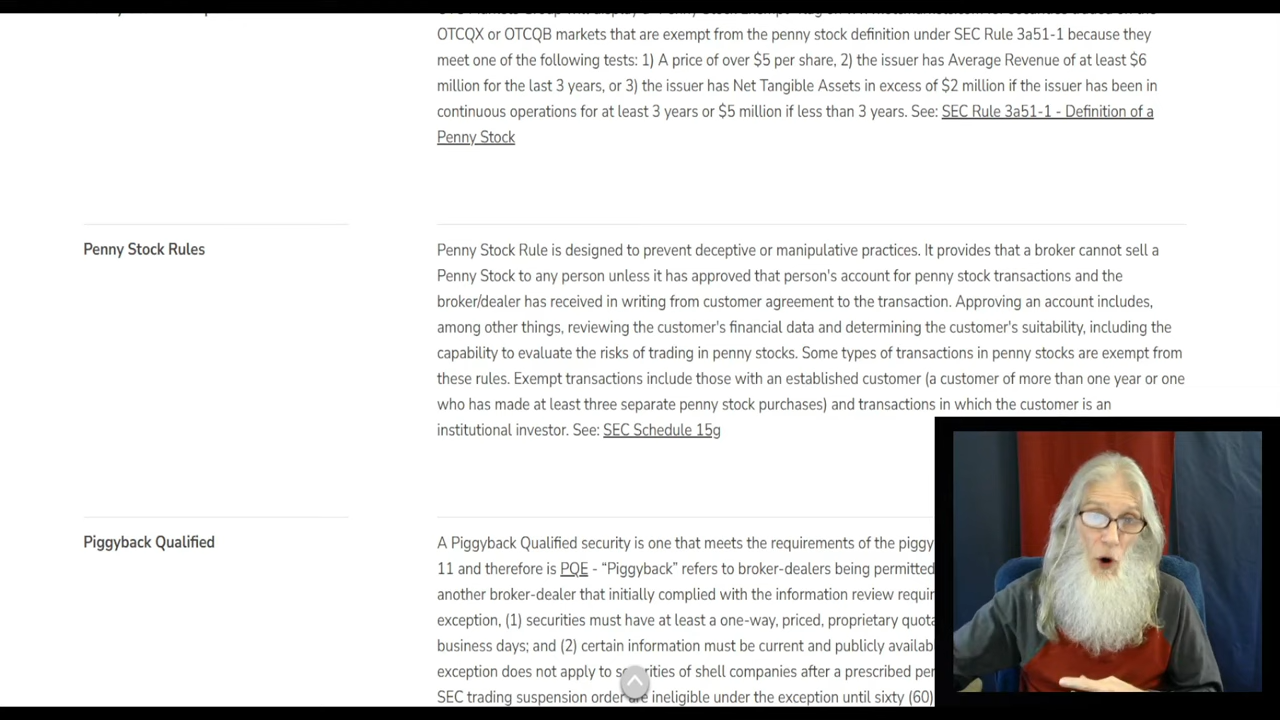 OTCQX or OTCQB markets that are exempt from the penny stock definition under SEC Rule 3a51-1 because they
meet one of the following tests: 1) A price of over $5 per share, 2) the issuer has Average Revenue of at least $6
million for the last 3 years, or 3) the issuer has Net Tangible Assets in excess of $2 million if the issuer has been in
continuous operations for at least 3 years or $5 million if less than 3 years. See: SEC Rule 3a51-1 - Definition of a
Penny Stock
Penny Stock Rules
Penny Stock Rule is designed to prevent deceptive or manipulative practices. It provides that a broker cannot sell a
Penny Stock to any person unless it has approved that person's account for penny stock transactions and the
broker/dealer has received in writing from customer agreement to the transaction. Approving an account includes,
among other things, reviewing the customer's financial data and determining the customer's suitability, including the
capability to evaluate the risks of trading in penny stocks. Some types of transactions in penny stocks are exempt from
these rules. Exempt transactions include those with an established customer (a customer of more than one year or one
who has made at least three separate penny stock purchases) and transactions in which the customer is an
institutional investor. See: SEC Schedule 15g
Piggyback Qualified
A Piggyback Qualified security is one that meets the requirements of the piggy
11 and therefore is PQE - “Piggyback” refers to broker-dealers being permitted
another broker-dealer that initially complied with the information review requir
exception, (1) securities must have at least a one-way, priced, proprietary quota
business days; and (2) certain information must be current and publicly availab
exception does not apply to of shell companies after a prescribed per
SEC trading suspension order ineligible under the exception until sixty (60)